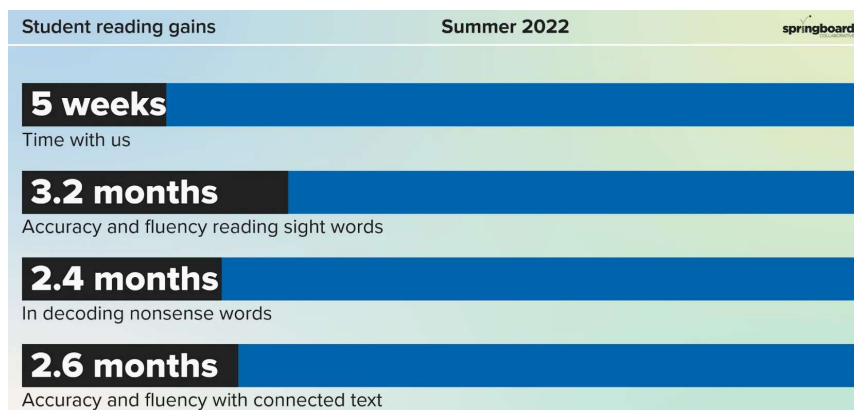 Student reading gains
Summer 2022
springboard
COLLABORATIVE
5 weeks
Time with us
3.2 months
Accuracy and fluency reading sight words
2.4 months
In decoding nonsense words
2.6 months
Accuracy and fluency with connected text